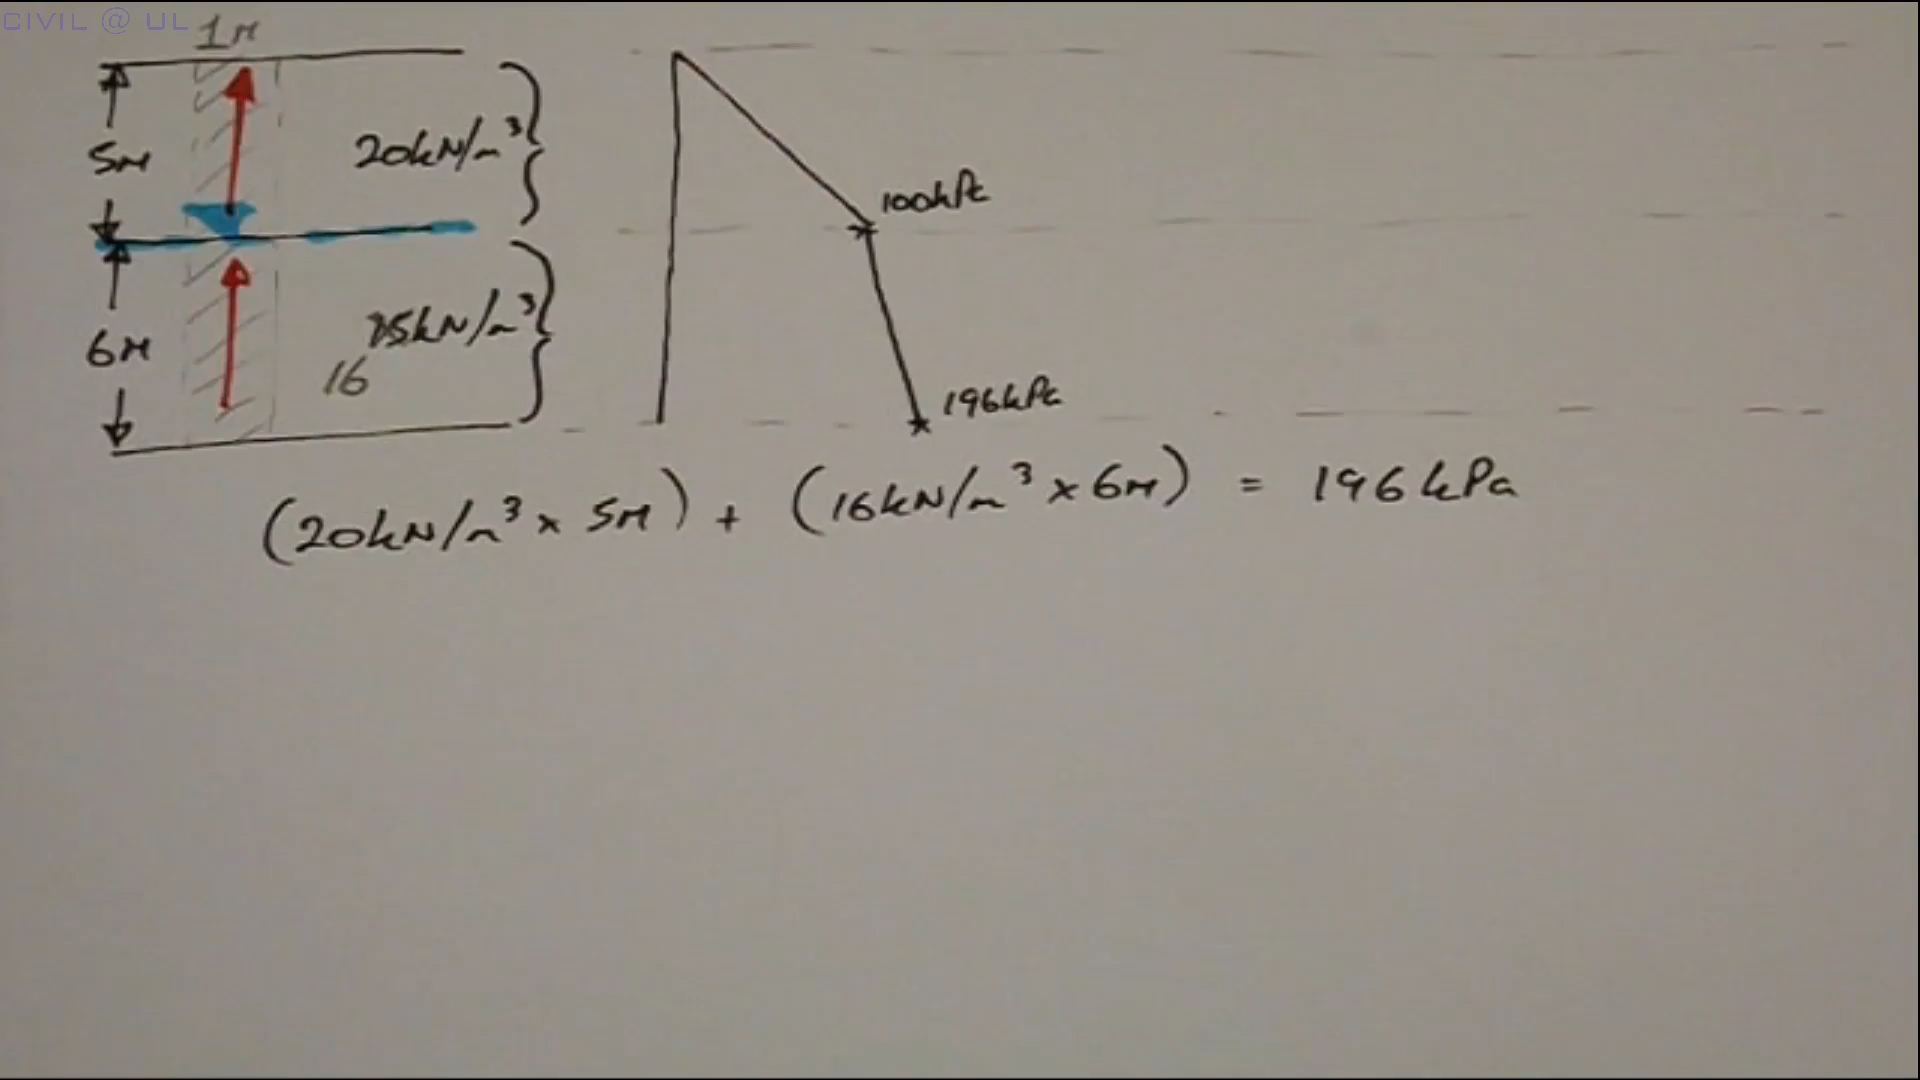 CIVIL @ UL
1M
5M
20kN/m³
100kPa
6M
15kN/m³
16
196kPa
(20kN/m³ x 5M) + (16kN/m³ x 6M) = 196kPa